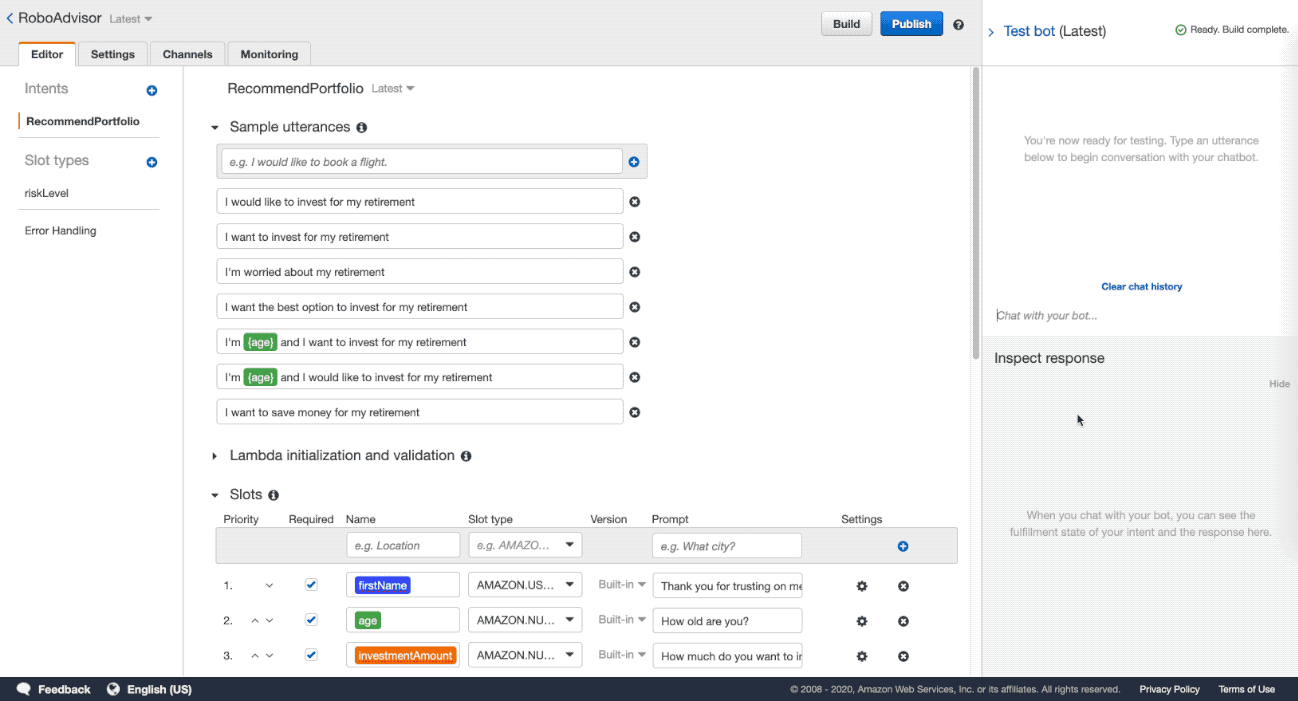 RoboAdvisor Latest
Build Publish
Editor Settings Channels Monitoring
Intents
RecommendPortfolio
Slot types
riskLevel
Error Handling
RecommendPortfolio Latest
Sample utterances
e.g. I would like to book a flight.
I would like to invest for my retirement
I want to invest for my retirement
I'm worried about my retirement
I want the best option to invest for my retirement
I'm {age} and I want to invest for my retirement
I'm {age} and I would like to invest for my retirement
I want to save money for my retirement
Lambda initialization and validation
Slots
Priority Required Name Slot type Version Prompt Settings
e.g. Location e.g. AMAZO... e.g. What city?
1. firstName AMAZON.US... Built-in Thank you for trusting on me
2. age AMAZON.NU... Built-in How old are you?
3. investmentAmount AMAZON.NU... Built-in How much do you want to in
Test bot (Latest) Ready. Build complete.
You're now ready for testing. Type an utterance
below to begin conversation with your chatbot.
Clear chat history
Chat with your bot...
Inspect response
Hide
When you chat with your bot, you can see the
fulfillment state of your intent and the response here.
Feedback English (US) © 2008 - 2020, Amazon Web Services, Inc. or its affiliates. All rights reserved. Privacy Policy Terms of Use